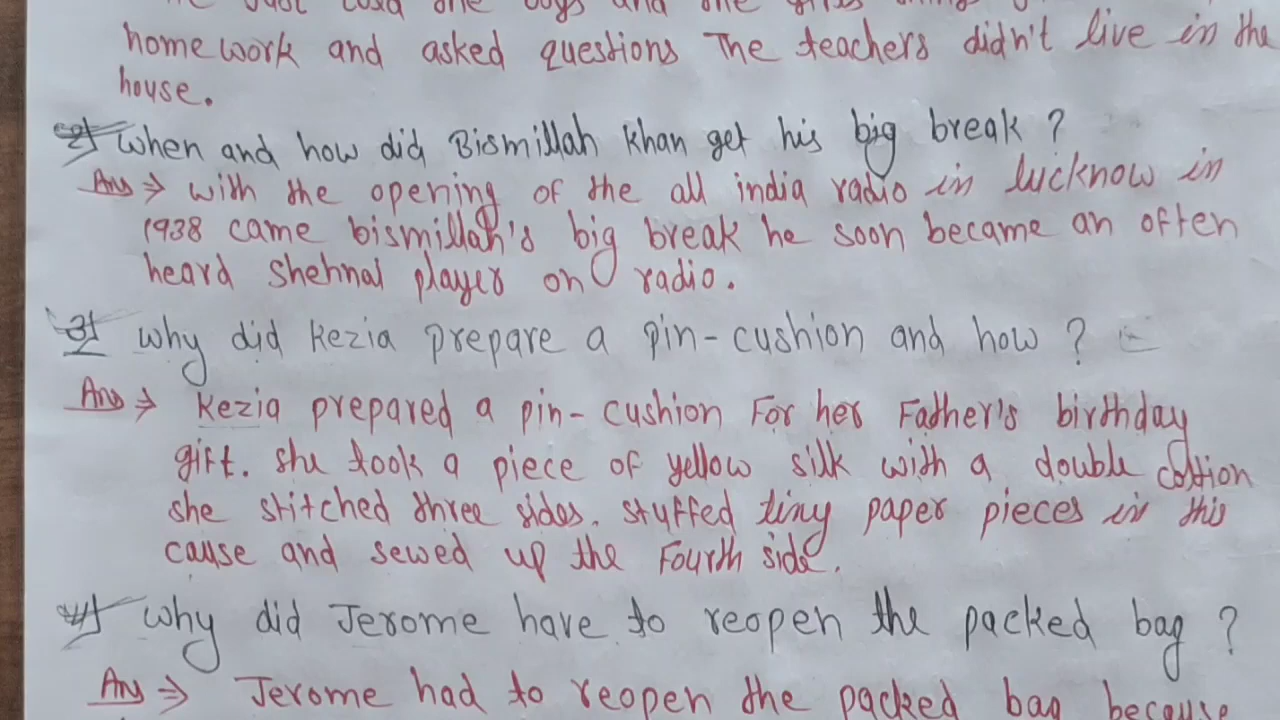 homework and asked questions The teachers didn't live in the
house.
2) When and how did Bismillah Khan get his big break ?
Ans ⇒ with the opening of the all india radio in lucknow in
1938 came bismillah's big break he soon became an often
heard Shehnai player on radio.
3) Why did Kezia prepare a pin-cushion and how ?
Ans ⇒ Kezia prepared a pin-cushion For her Father's birthday
gift. she took a piece of yellow silk with a double cotton
she stitched three sides. stuffed tiny paper pieces in this
cause and sewed up the Fourth side.
4) Why did Jerome have to reopen the packed bag ?
Ans ⇒ Jerome had to reopen the packed bag because